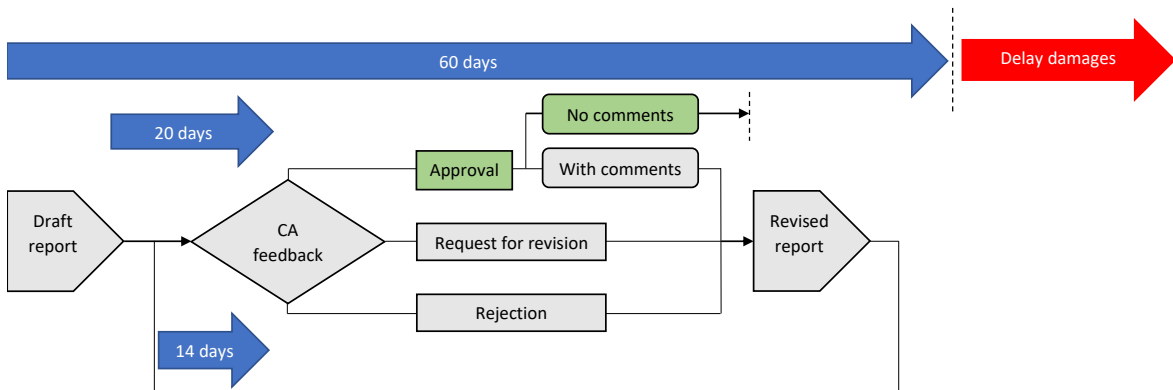 60 days
Delay damages
20 days
No comments
Approval
With comments
Draft
report
CA
feedback
Request for revision
Revised
report
Rejection
14 days